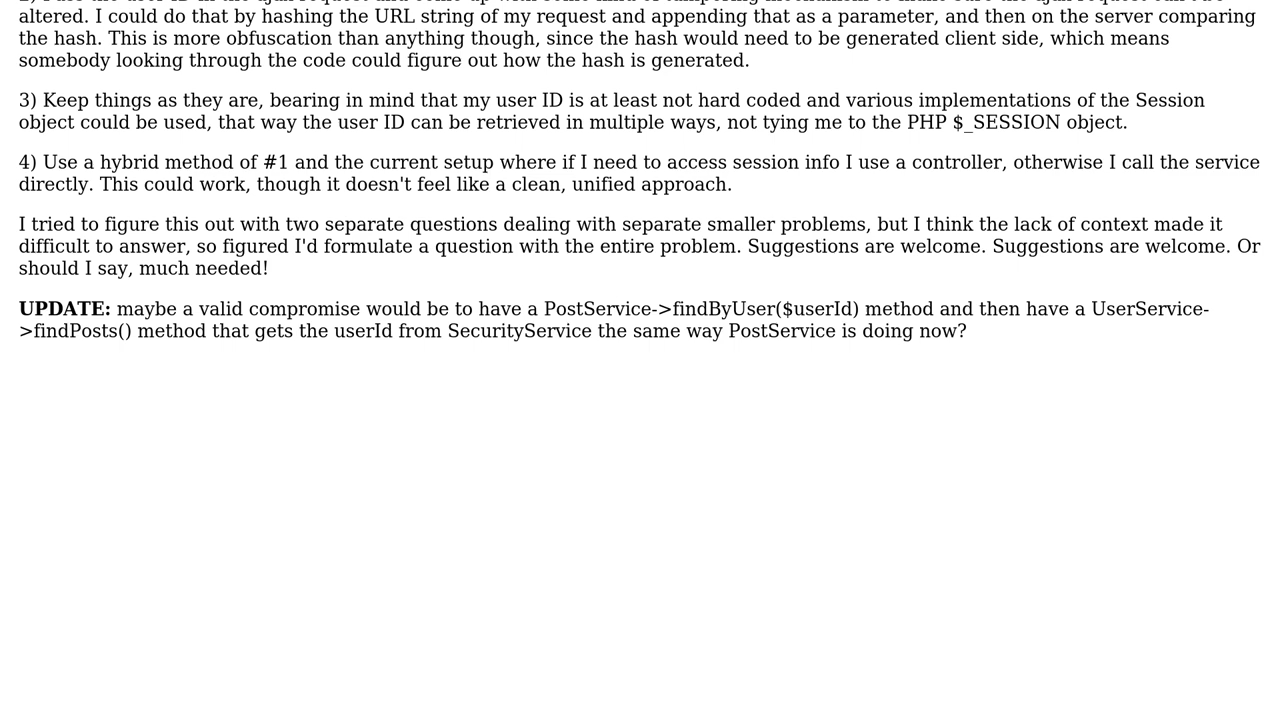 altered. I could do that by hashing the URL string of my request and appending that as a parameter, and then on the server comparing
the hash. This is more obfuscation than anything though, since the hash would need to be generated client side, which means
somebody looking through the code could figure out how the hash is generated.
3) Keep things as they are, bearing in mind that my user ID is at least not hard coded and various implementations of the Session
object could be used, that way the user ID can be retrieved in multiple ways, not tying me to the PHP $_SESSION object.
4) Use a hybrid method of #1 and the current setup where if I need to access session info I use a controller, otherwise I call the service
directly. This could work, though it doesn't feel like a clean, unified approach.
I tried to figure this out with two separate questions dealing with separate smaller problems, but I think the lack of context made it
difficult to answer, so figured I'd formulate a question with the entire problem. Suggestions are welcome. Suggestions are welcome. Or
should I say, much needed!
UPDATE: maybe a valid compromise would be to have a PostService->findByUser($userId) method and then have a UserService-
>findPosts() method that gets the userId from SecurityService the same way PostService is doing now?